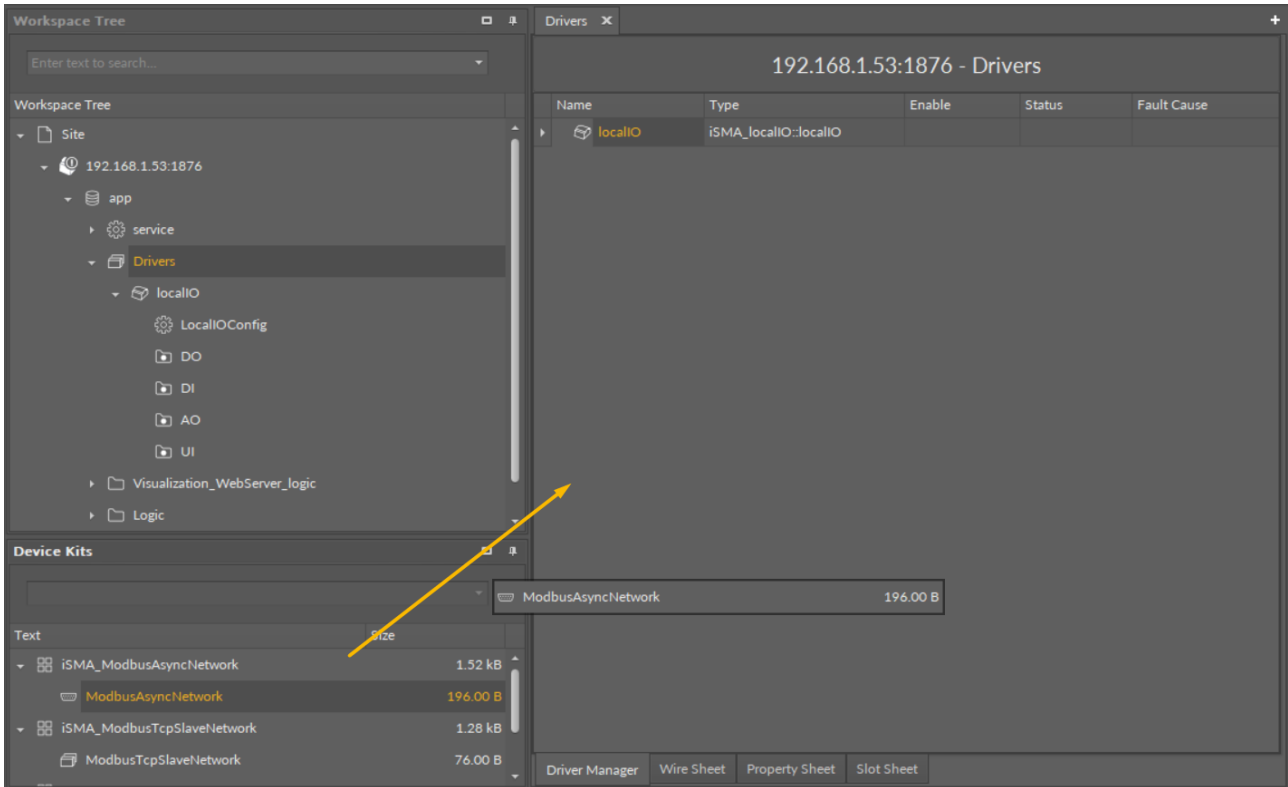 Workspace Tree
Enter text to search...
Workspace Tree
Site
192.168.1.53:1876
app
service
Drivers
localIO
LocalIOConfig
DO
DI
AO
UI
Visualization_WebServer_logic
Logic
Device Kits
Text Size
iSMA_ModbusAsyncNetwork 1.52 kB
ModbusAsyncNetwork 196.00 B
iSMA_ModbusTcpSlaveNetwork 1.28 kB
ModbusTcpSlaveNetwork 76.00 B
Drivers
192.168.1.53:1876 - Drivers
Name Type Enable Status Fault Cause
localIO iSMA_localIO::localIO
ModbusAsyncNetwork 196.00 B
Driver Manager Wire Sheet Property Sheet Slot Sheet